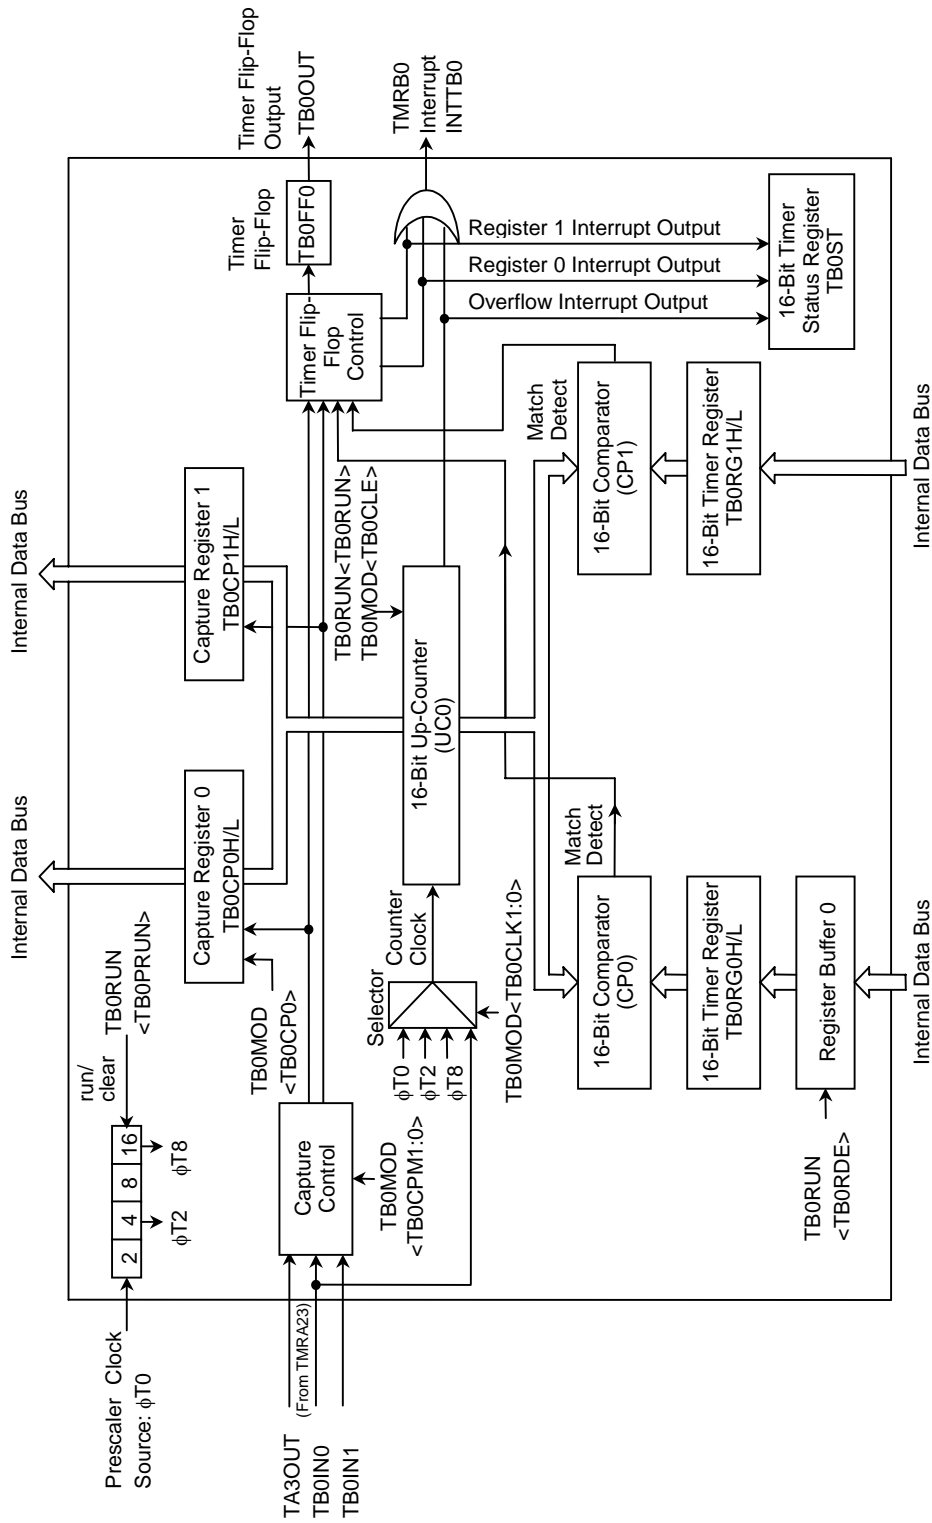 Prescaler Clock
Source: ϕT0
2 4 8 16
ϕT2
ϕT8
run/
clear
TB0RUN
<TB0PRUN>
Internal Data Bus
Internal Data Bus
TA3OUT
(From TMRA23)
TB0IN0
TB0IN1
Capture
Control
TB0MOD
<TB0CPM1:0>
TB0MOD
<TB0CP0>
Capture Register 0
TB0CP0H/L
Capture Register 1
TB0CP1H/L
Selector
ϕT0
ϕT2
ϕT8
TB0MOD<TB0CLK1:0>
Counter
Clock
16-Bit Up-Counter
(UC0)
TB0RUN<TB0RUN>
TB0MOD<TB0CLE>
Timer Flip-
Flop
Control
Timer
Flip-Flop
TB0FF0
Timer Flip-Flop
Output
TB0OUT
TMRB0
Interrupt
INTTB0
Register 1 Interrupt Output
Register 0 Interrupt Output
Overflow Interrupt Output
16-Bit Timer
Status Register
TB0ST
Match
Detect
16-Bit Comparator
(CP0)
16-Bit Timer Register
TB0RG0H/L
Register Buffer 0
TB0RUN
<TB0RDE>
Match
Detect
16-Bit Comparator
(CP1)
16-Bit Timer Register
TB0RG1H/L
Internal Data Bus
Internal Data Bus